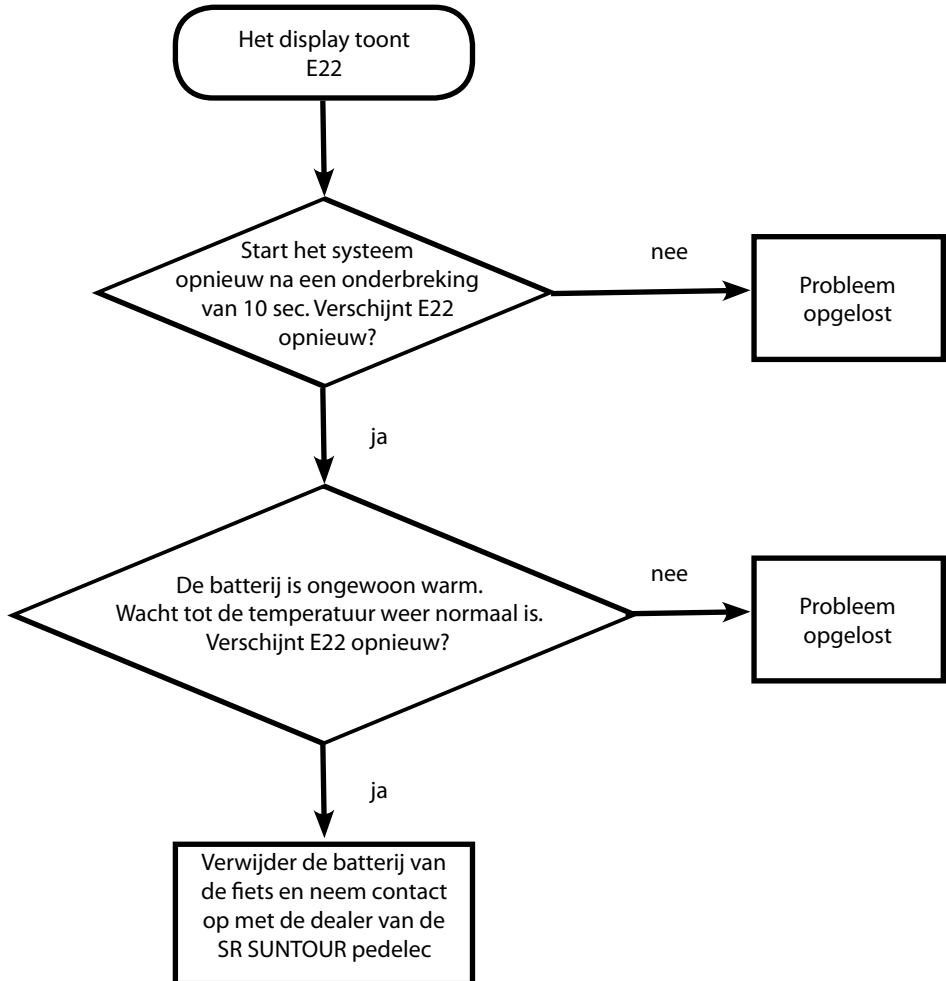 Het display toont
E22
Start het systeem
opnieuw na een onderbreking
van 10 sec. Verschijnt E22
opnieuw?
nee
Probleem
opgelost
ja
De batterij is ongewoon warm.
Wacht tot de temperatuur weer normaal is.
Verschijnt E22 opnieuw?
nee
Probleem
opgelost
ja
Verwijder de batterij van
de fiets en neem contact
op met de dealer van de
SR SUNTOUR pedelec